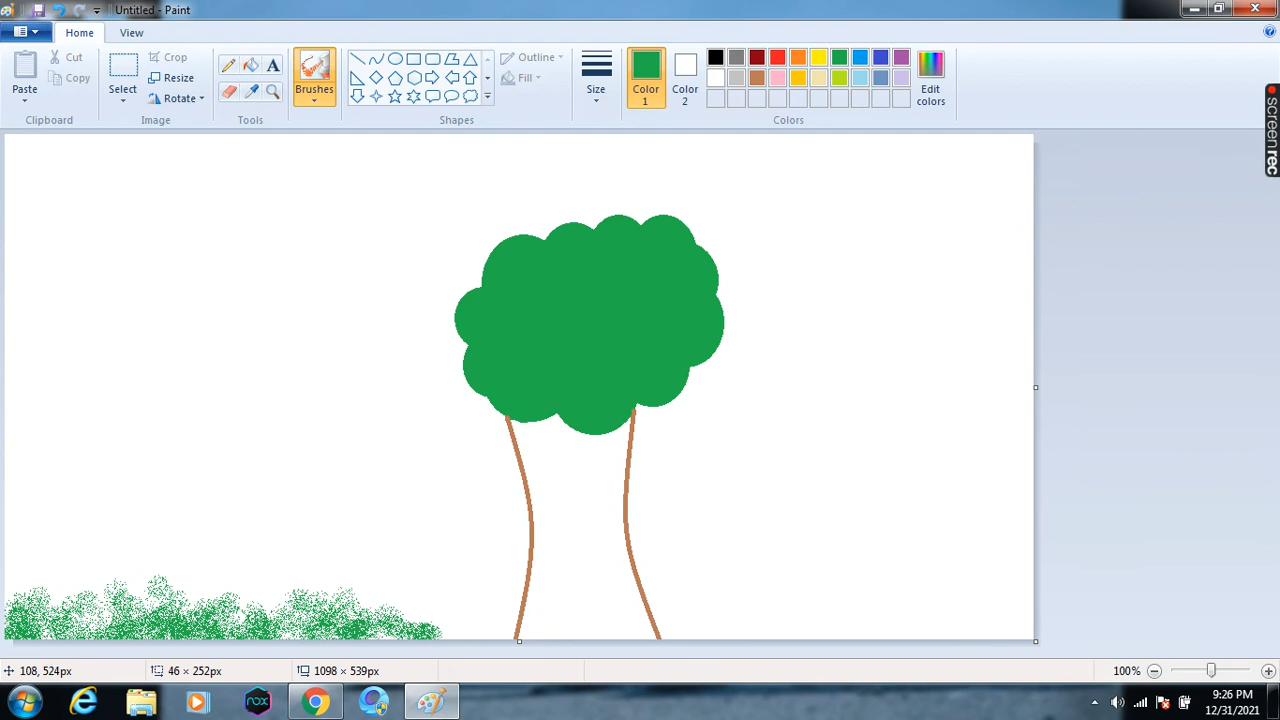 Untitled - Paint
Home View
Paste
Cut
Copy
Clipboard
Select
Crop
Resize
Rotate
Image
A
Tools
Brushes
Shapes
Outline
Fill
Size
Color 1
Color 2
Edit colors
Colors
screenrec
108, 524px
46 × 252px
1098 × 539px
100%
nox
9:26 PM
12/31/2021